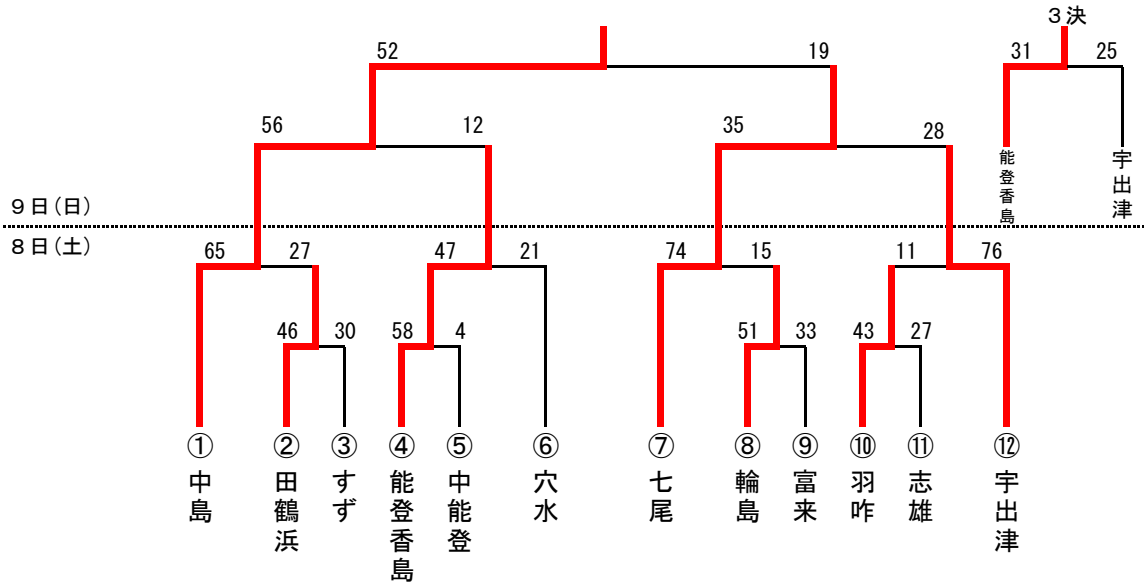 3決
52 19 31 25
56 12 35 28
能登香島 宇出津
9日(日)
8日(土)
65 27 47 21 74 15 11 76
46 30 58 4 51 33 43 27
① ② ③ ④ ⑤ ⑥ ⑦ ⑧ ⑨ ⑩ ⑪ ⑫
中島 田鶴浜 すず 能登香島 中能登 穴水 七尾 輪島 富来 羽咋 志雄 宇出津